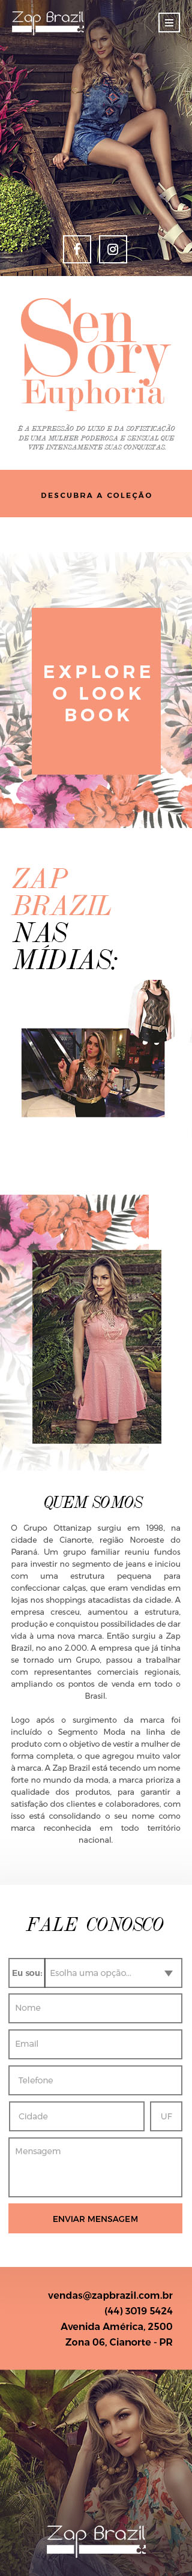 Zap Brazil
Sen
Sory
Euphoria
É A EXPRESSÃO DO LUXO E DA SOFISTICAÇÃO
DE UMA MULHER PODEROSA E SENSUAL QUE
VIVE INTENSAMENTE SUAS CONQUISTAS.
DESCUBRA A COLEÇÃO
EXPLORE
O LOOK
BOOK
ZAP
BRAZIL
NAS
MÍDIAS:
QUEM SOMOS
O Grupo Ottanizap surgiu em 1998, na
cidade de Cianorte, região Noroeste do
Paraná. Um grupo familiar reuniu fundos
para investir no segmento de jeans e iniciou
com uma estrutura pequena para
confeccionar calças, que eram vendidas em
lojas nos shoppings atacadistas da cidade. A
empresa cresceu, aumentou a estrutura,
produção e conquistou possibilidades de dar
vida à uma nova marca. Então surgiu a Zap
Brazil, no ano 2.000. A empresa que já tinha
se tornado um Grupo, passou a trabalhar
com representantes comerciais regionais,
ampliando os pontos de venda em todo o
Brasil.
Logo após o surgimento da marca foi
incluído o Segmento Moda na linha de
produto com o objetivo de vestir a mulher de
forma completa, o que agregou muito valor
à marca. A Zap Brazil está tecendo um nome
forte no mundo da moda, a marca prioriza a
qualidade dos produtos, para garantir a
satisfação dos clientes e colaboradores, com
isso está consolidando o seu nome como
marca reconhecida em todo território
nacional.
FALE CONOSCO
Eu sou: Esolha uma opção...
Nome
Email
Telefone
Cidade UF
Mensagem
ENVIAR MENSAGEM
vendas@zapbrazil.com.br
(44) 3019 5424
Avenida América, 2500
Zona 06, Cianorte - PR
Zap Brazil